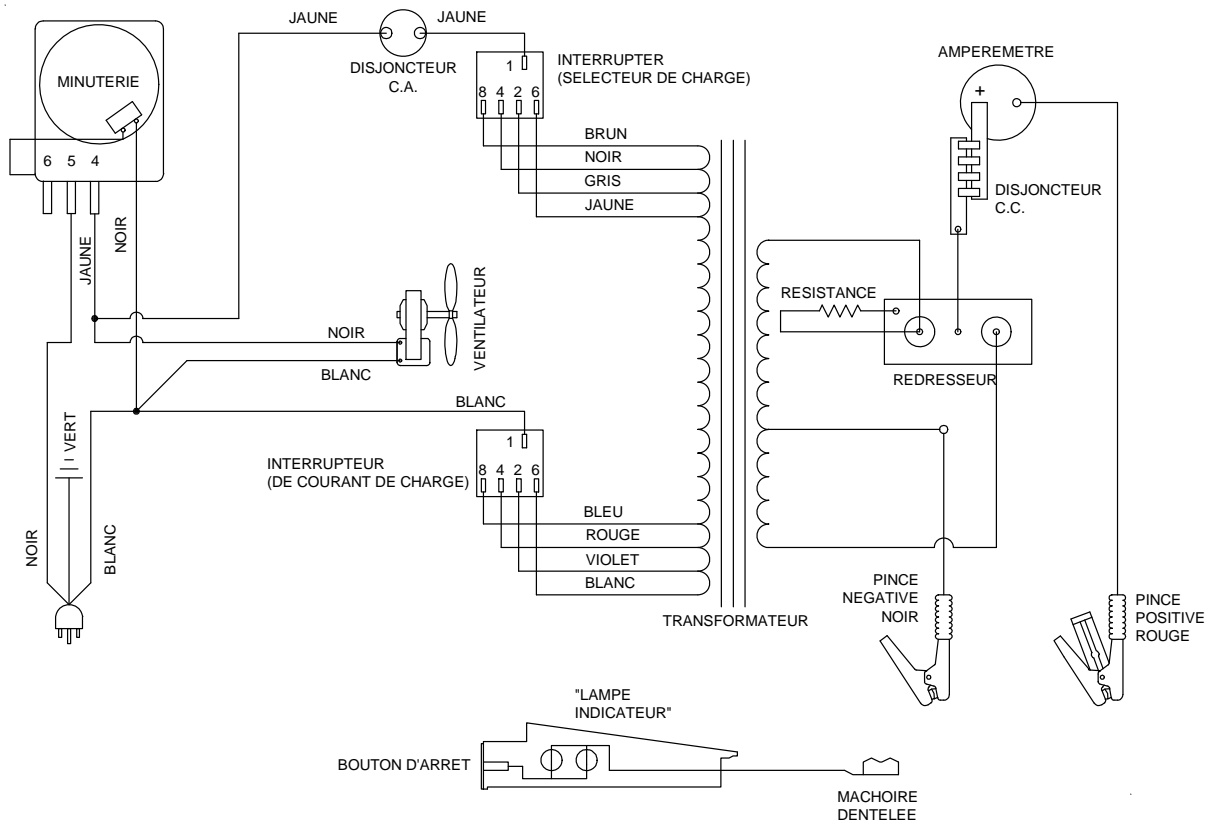 JAUNE
JAUNE
MINUTERIE
DISJONCTEUR
C.A.
1
8 4 2 6
INTERRUPTER
(SELECTEUR DE CHARGE)
AMPEREMETRE
+
6 5 4
JAUNE
NOIR
BRUN
NOIR
GRIS
JAUNE
DISJONCTEUR
C.C.
VENTILATEUR
NOIR
BLANC
RESISTANCE
REDRESSEUR
BLANC
1
8 4 2 6
INTERRUPTEUR
(DE COURANT DE CHARGE)
VERT
NOIR
BLANC
BLEU
ROUGE
VIOLET
BLANC
TRANSFORMATEUR
PINCE
NEGATIVE
NOIR
PINCE
POSITIVE
ROUGE
"LAMPE
INDICATEUR"
BOUTON D'ARRET
MACHOIRE
DENTELEE